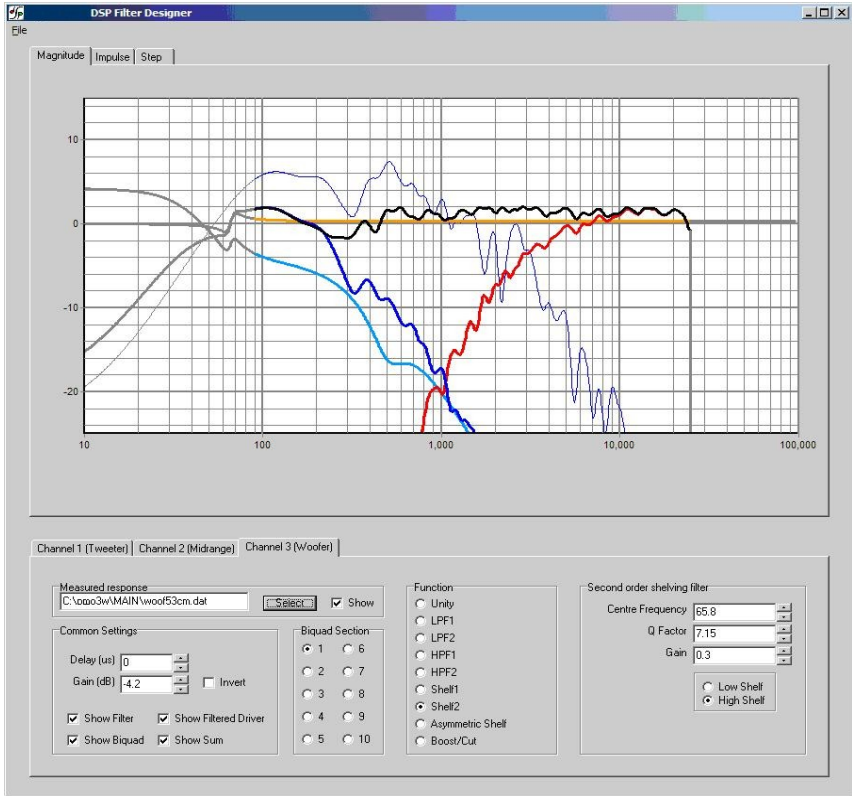 DSP Filter Designer
File
Magnitude Impulse Step
10
0
-10
-20
10 100 1,000 10,000 100,000
Channel 1 (Tweeter) Channel 2 (Midrange) Channel 3 (Woofer)
Measured response
C:\pmo3w\MAIN\woof53cm.dat Select Show
Common Settings
Delay (us) 0
Gain (dB) -4.2 Invert
Show Filter Show Filtered Driver
Show Biquad Show Sum
Biquad Section
1 6
2 7
3 8
4 9
5 10
Function
Unity
LPF1
LPF2
HPF1
HPF2
Shelf1
Shelf2
Asymmetric Shelf
Boost/Cut
Second order shelving filter
Centre Frequency 65.8
Q Factor 7.15
Gain 0.3
Low Shelf
High Shelf